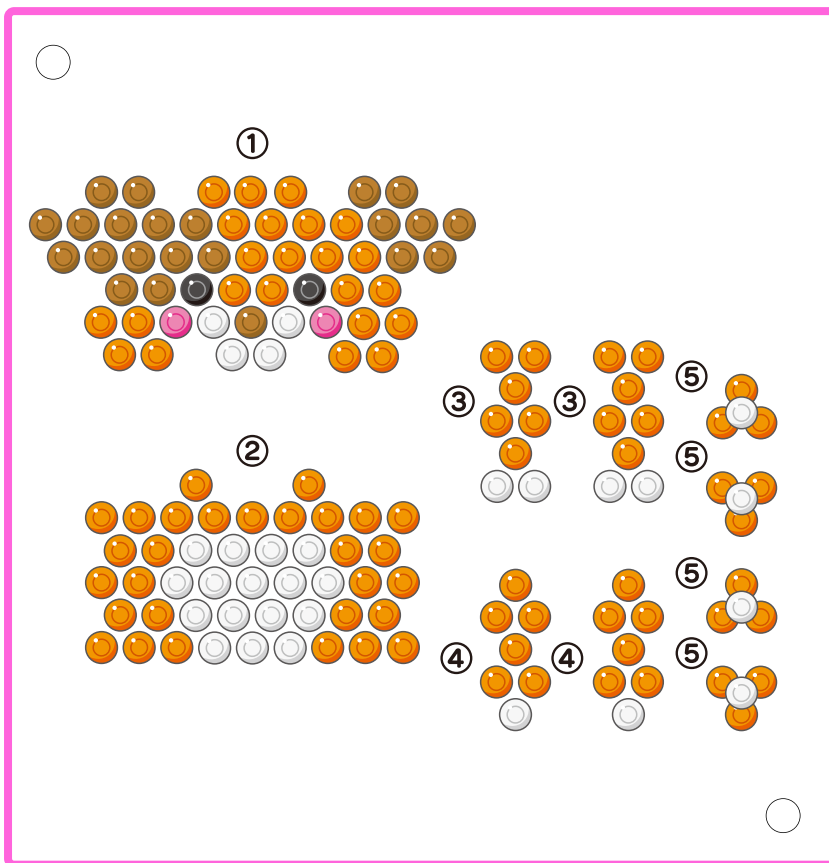 ①
②
③ ③ ⑤
⑤
④ ④ ⑤
⑤